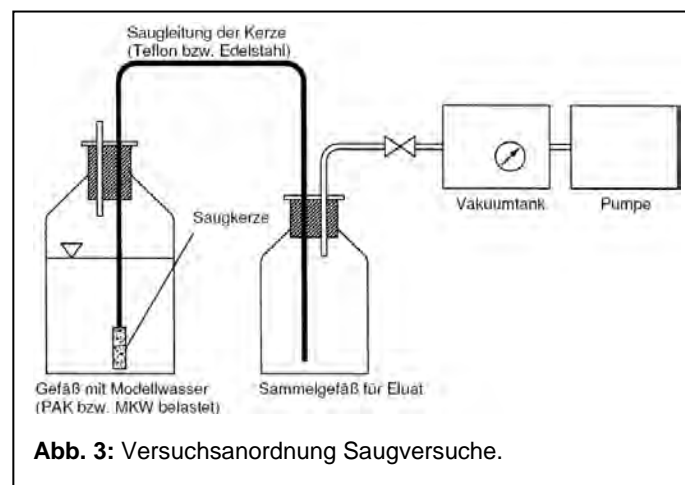 Saugleitung der Kerze
(Teflon bzw. Edelstahl)
Saugkerze
Vakuumtank
Pumpe
Gefäß mit Modellwasser
(PAK bzw. MKW belastet)
Sammelgefäß für Eluat
Abb. 3: Versuchsanordnung Saugversuche.